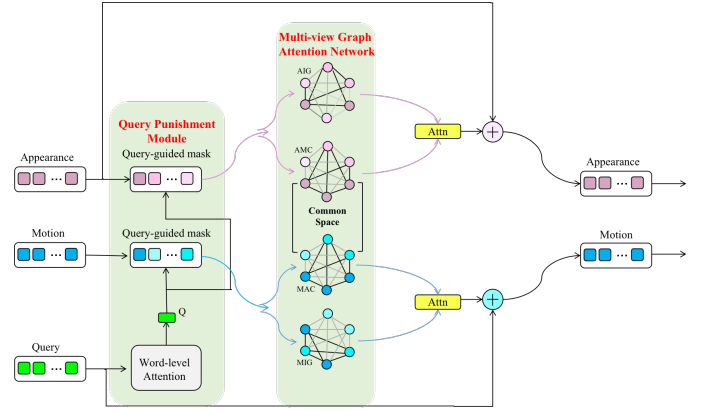 Multi-view Graph
Attention Network
AIG
Query Punishment
Module
Attn
Appearance
Query-guided mask
AMC
Appearance
...
...
...
Common
Space
Motion
Query-guided mask
Motion
...
...
...
MAC
Attn
Q
Query
...
Word-level
Attention
MIG